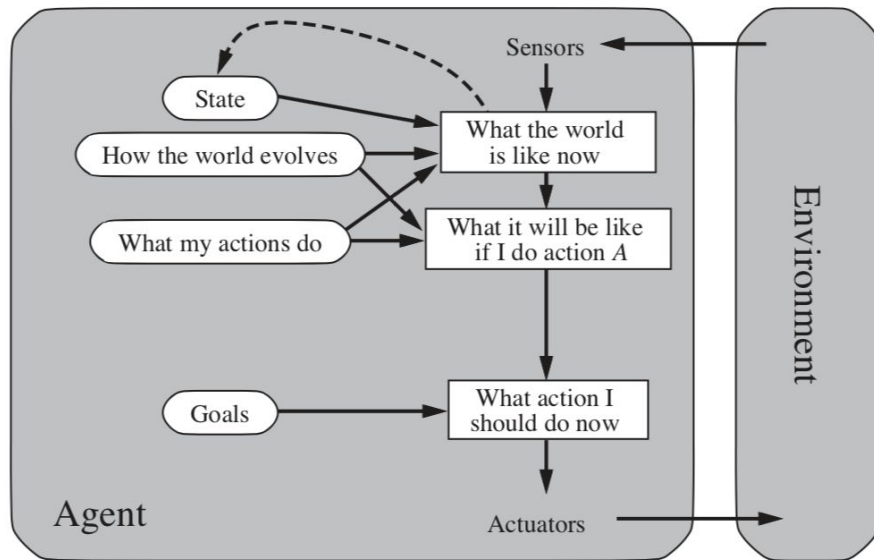 Sensors
State
What the world
is like now
How the world evolves
What my actions do
What it will be like
if I do action A
Goals
What action I
should do now
Agent
Actuators
Environment